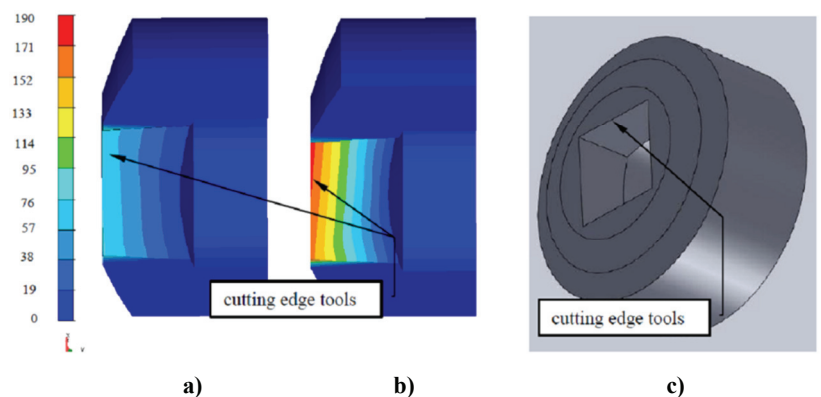 190
171
152
133
114
95
76
57
38
19
0
z
Y
cutting edge tools
cutting edge tools
a)
b)
c)